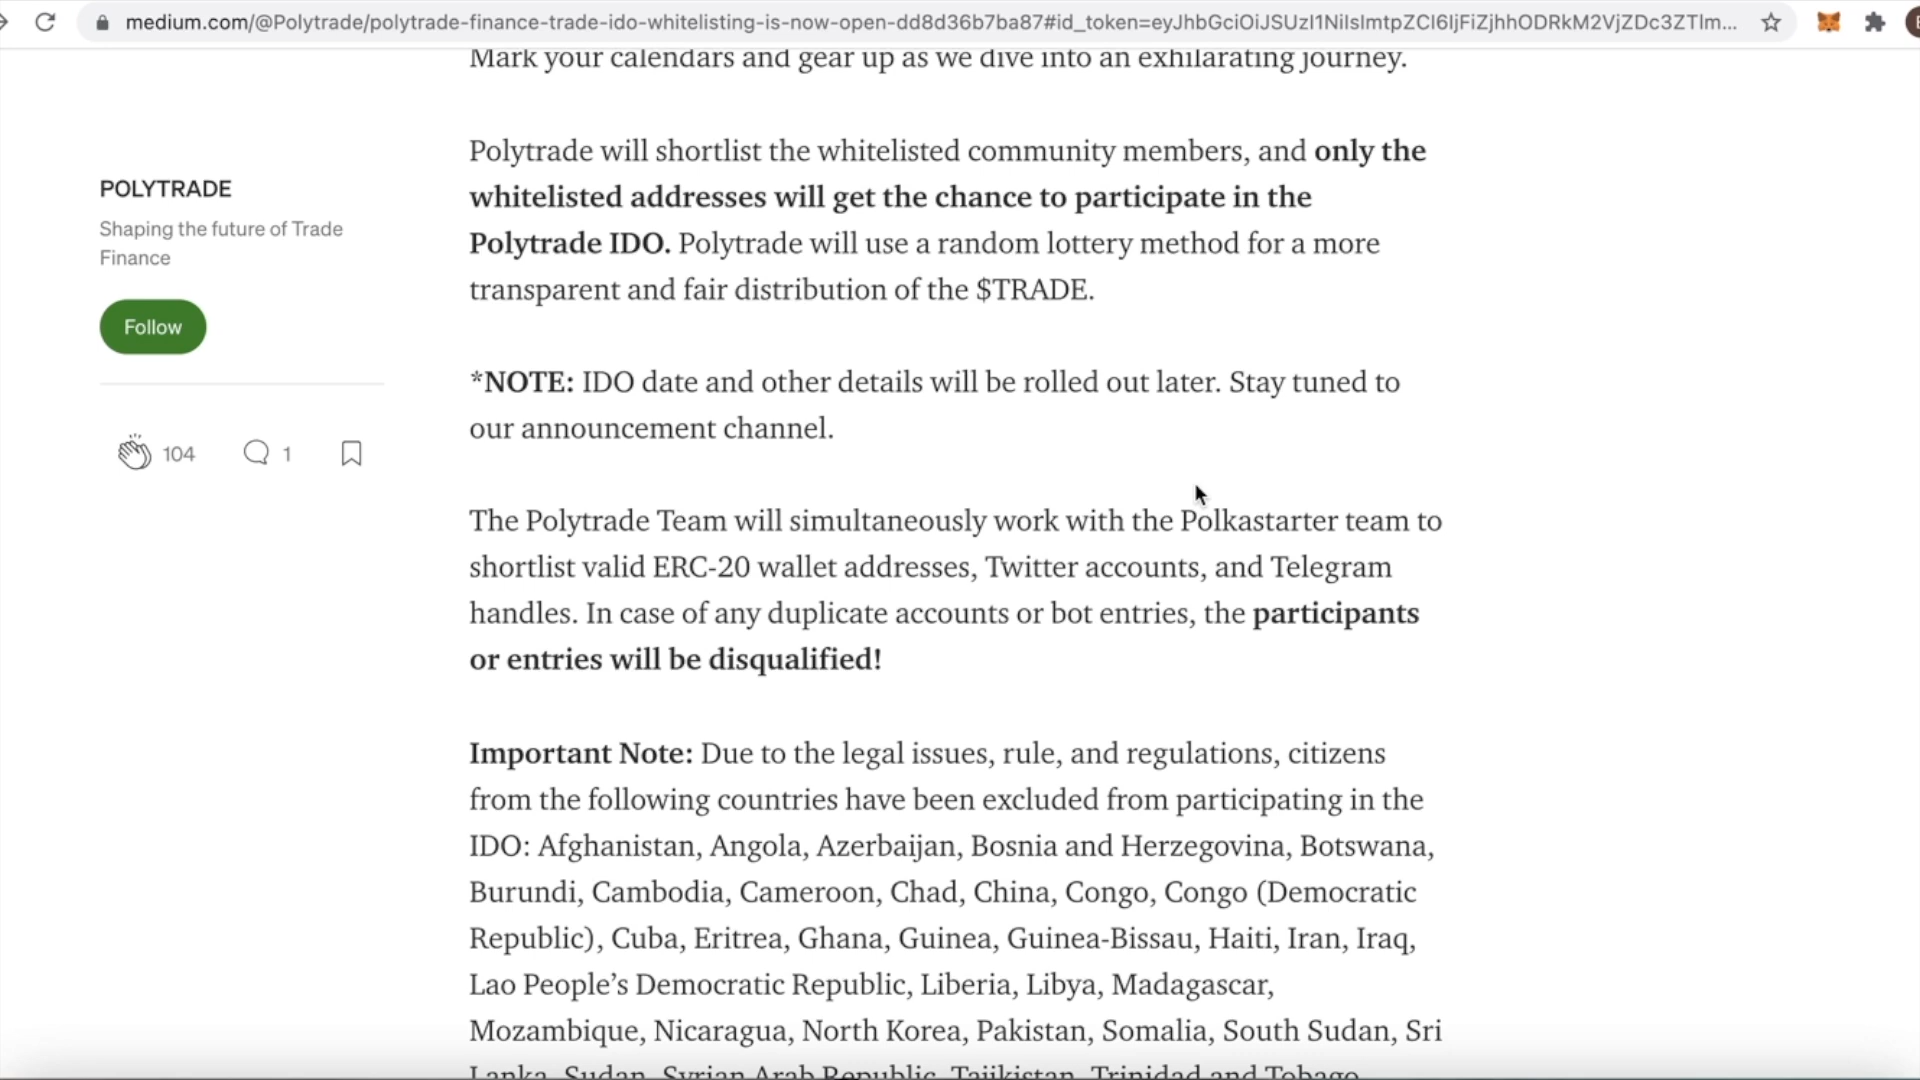 medium.com/@Polytrade/polytrade-finance-trade-ido-whitelisting-is-now-open-dd8d36b7ba87#id_token=eyJhbGciOiJSUzI1NiIsImtpZCI6IjFiZjhhODRkM2VjZDc3ZTlm...
Mark your calendars and gear up as we dive into an exhilarating journey.
POLYTRADE
Shaping the future of Trade
Finance
Follow
104
1
Polytrade will shortlist the whitelisted community members, and only the
whitelisted addresses will get the chance to participate in the
Polytrade IDO. Polytrade will use a random lottery method for a more
transparent and fair distribution of the $TRADE.
*NOTE: IDO date and other details will be rolled out later. Stay tuned to
our announcement channel.
The Polytrade Team will simultaneously work with the Polkastarter team to
shortlist valid ERC-20 wallet addresses, Twitter accounts, and Telegram
handles. In case of any duplicate accounts or bot entries, the participants
or entries will be disqualified!
Important Note: Due to the legal issues, rule, and regulations, citizens
from the following countries have been excluded from participating in the
IDO: Afghanistan, Angola, Azerbaijan, Bosnia and Herzegovina, Botswana,
Burundi, Cambodia, Cameroon, Chad, China, Congo, Congo (Democratic
Republic), Cuba, Eritrea, Ghana, Guinea, Guinea-Bissau, Haiti, Iran, Iraq,
Lao People’s Democratic Republic, Liberia, Libya, Madagascar,
Mozambique, Nicaragua, North Korea, Pakistan, Somalia, South Sudan, Sri
Lanka, Sudan, Syrian Arab Republic, Tajikistan, Trinidad and Tobago,